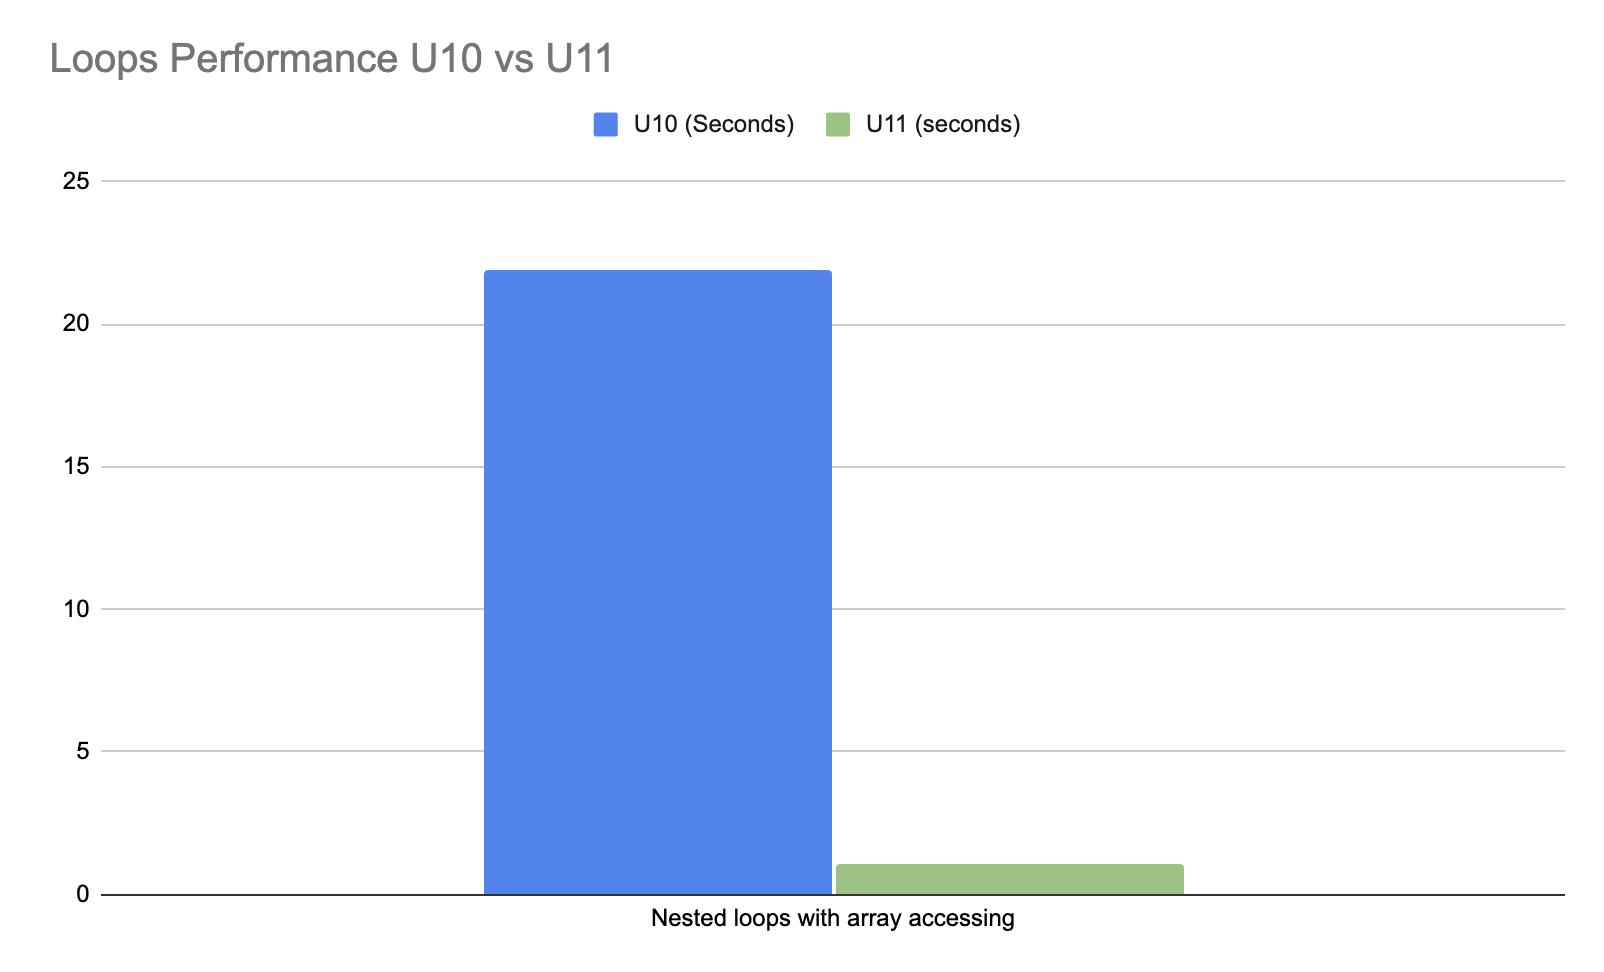 Loops Performance U10 vs U11
U10 (Seconds) U11 (seconds)
25
20
15
10
5
0
Nested loops with array accessing